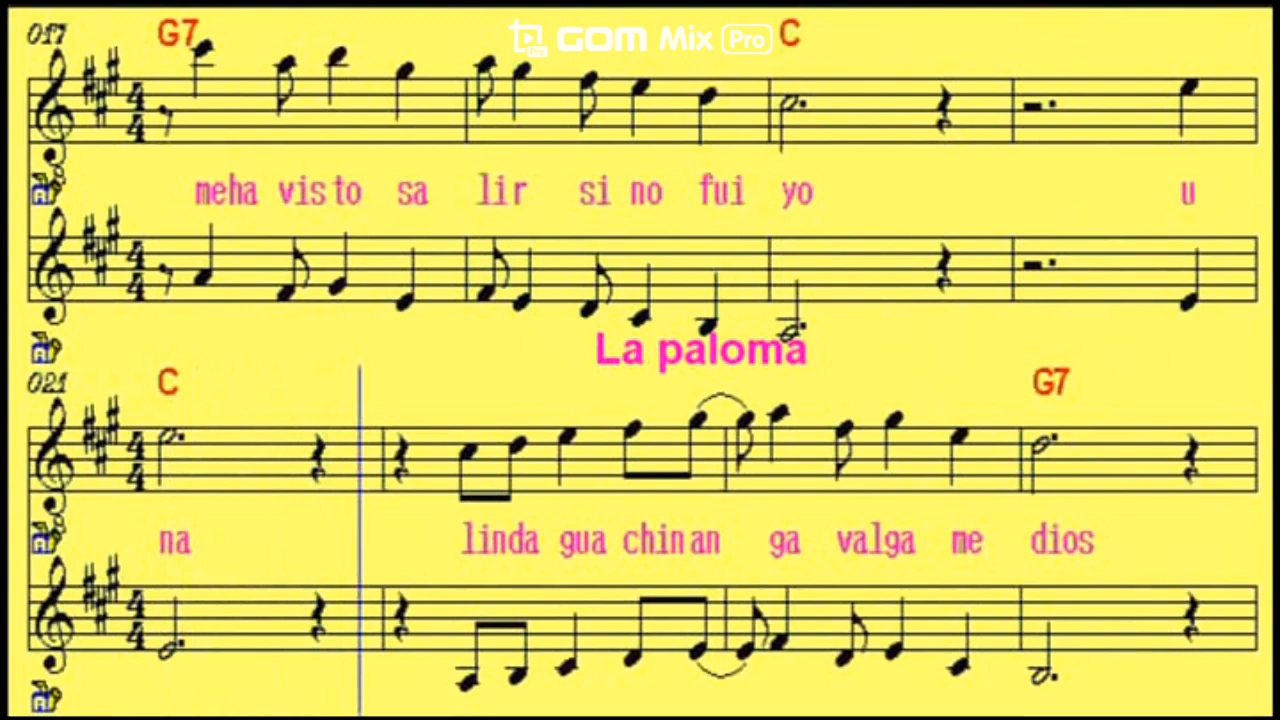 017 G7 GOM Mix Pro C
meha visto sa lir si no fui yo u
La paloma
021 C G7
na linda gua chinan ga valga me dios